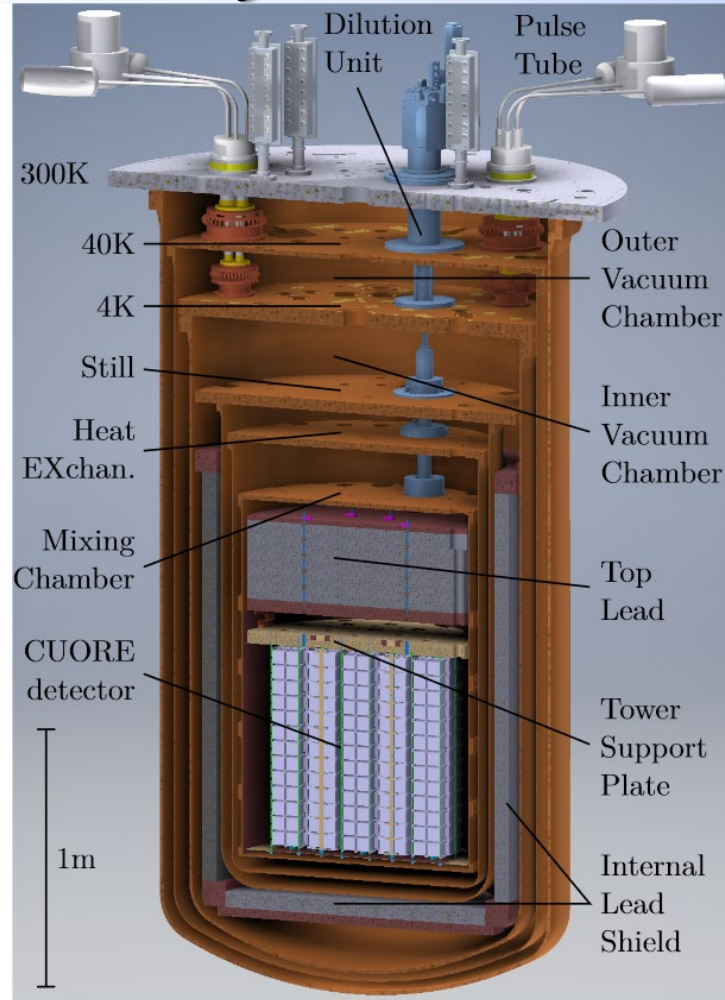 Dilution
Unit
Pulse
Tube
300K
40K
4K
Still
Heat
EXchan.
Mixing
Chamber
CUORE
detector
1m
Outer
Vacuum
Chamber
Inner
Vacuum
Chamber
Top
Lead
Tower
Support
Plate
Internal
Lead
Shield